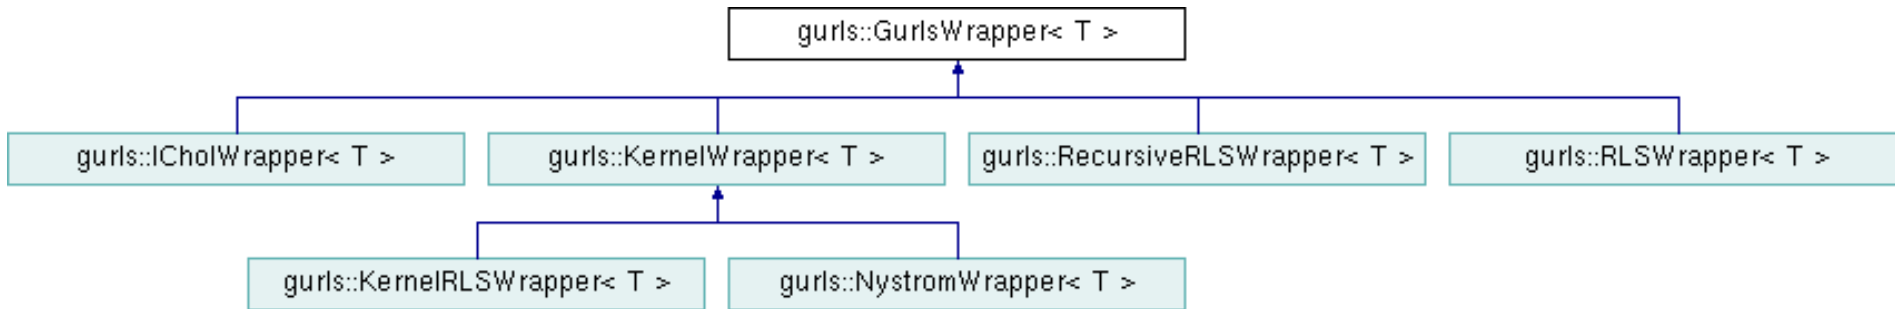 gurls::GurlsWrapper< T >
gurls::ICholWrapper< T >
gurls::KernelWrapper< T >
gurls::RecursiveRLSWrapper< T >
gurls::RLSWrapper< T >
gurls::KernelRLSWrapper< T >
gurls::NystromWrapper< T >